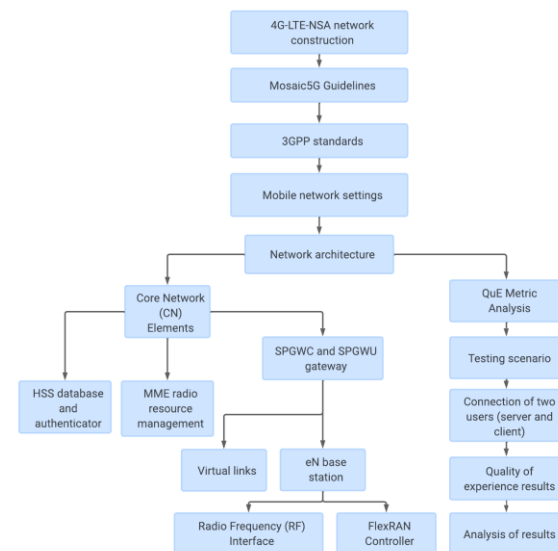 4G-LTE-NSA network
construction
Mosaic5G Guidelines
3GPP standards
Mobile network settings
Network architecture
Core Network
(CN)
Elements
QuE Metric
Analysis
SPGWC and SPGWU
gateway
Testing scenario
HSS database
and
authenticator
MME radio
resource
management
Connection of two
users (server and
client)
Virtual links
eN base
station
Quality of
experience results
Radio Frequency (RF)
Interface
FlexRAN
Controller
Analysis of results